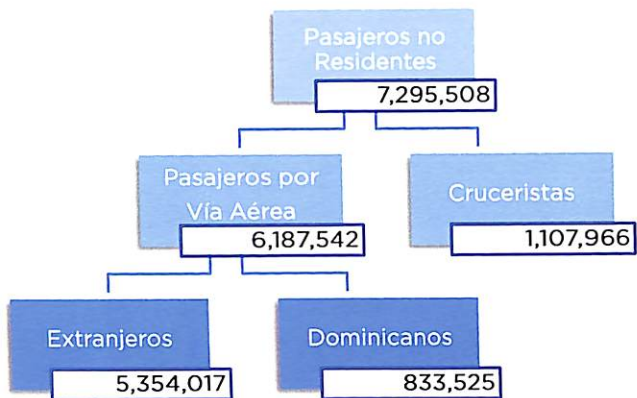 Pasajeros no
Residentes
7,295,508
Pasajeros por
Vía Aérea
6,187,542
Cruceristas
1,107,966
Extranjeros
5,354,017
Dominicanos
833,525